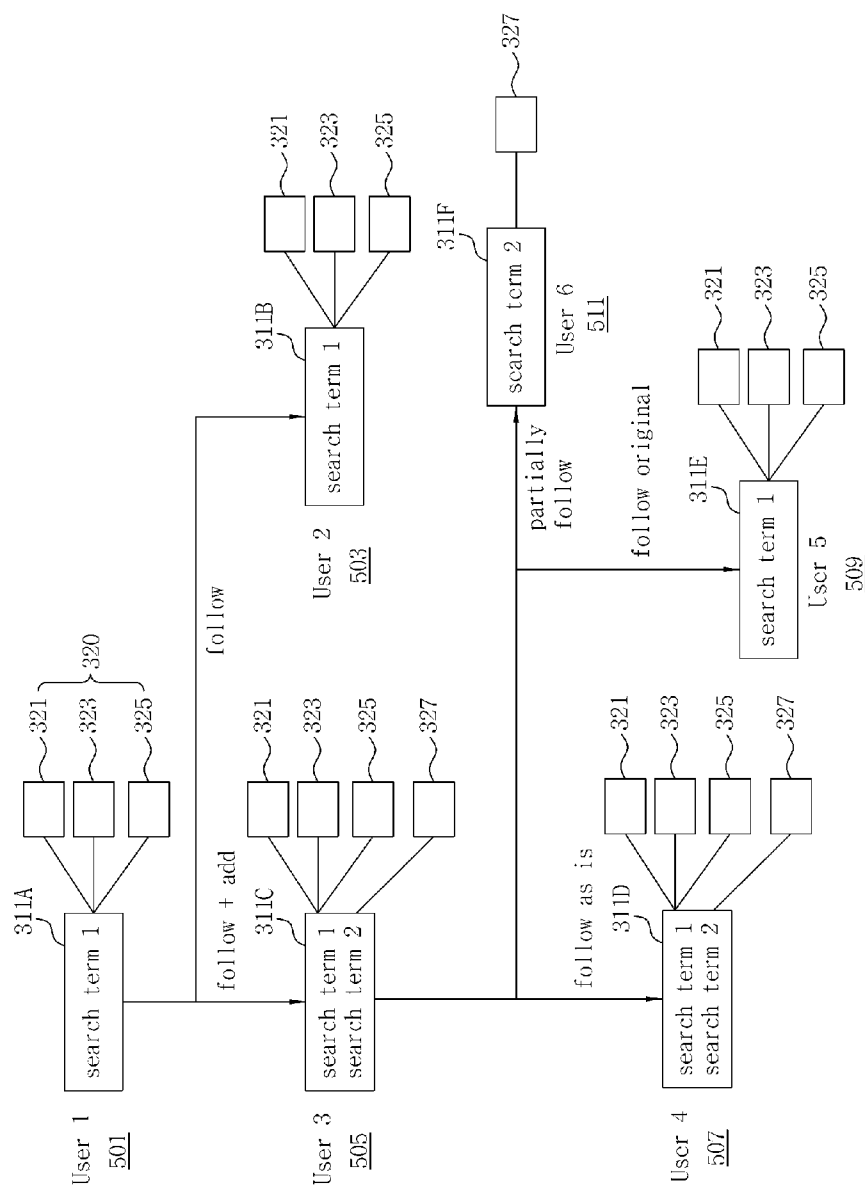 User 1
501
311A
search term 1
321
323
325
320
follow
follow + add
User 2
503
311B
search term 1
321
323
325
User 3
505
311C
search term 1
search term 2
321
323
325
327
partially
follow
311F
scarch term 2
User 6
511
327
follow as is
follow original
Uscr 4
507
311D
search term 1
search term 2
321
323
325
327
311E
search term 1
Uscr 5
509
321
323
325